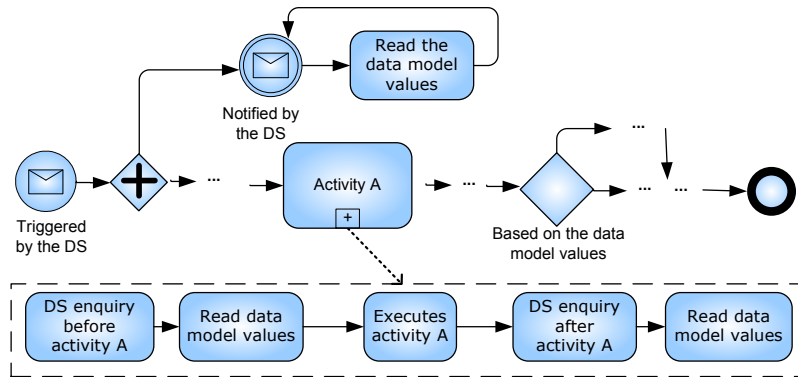 Read the
data model
values
Notified by
the DS
...
Triggered
by the DS
...
Activity A
+
...
Based on the data
model values
...
...
DS enquiry
before
activity A
Read data
model values
Executes
activity A
DS enquiry
after
activity A
Read data
model values